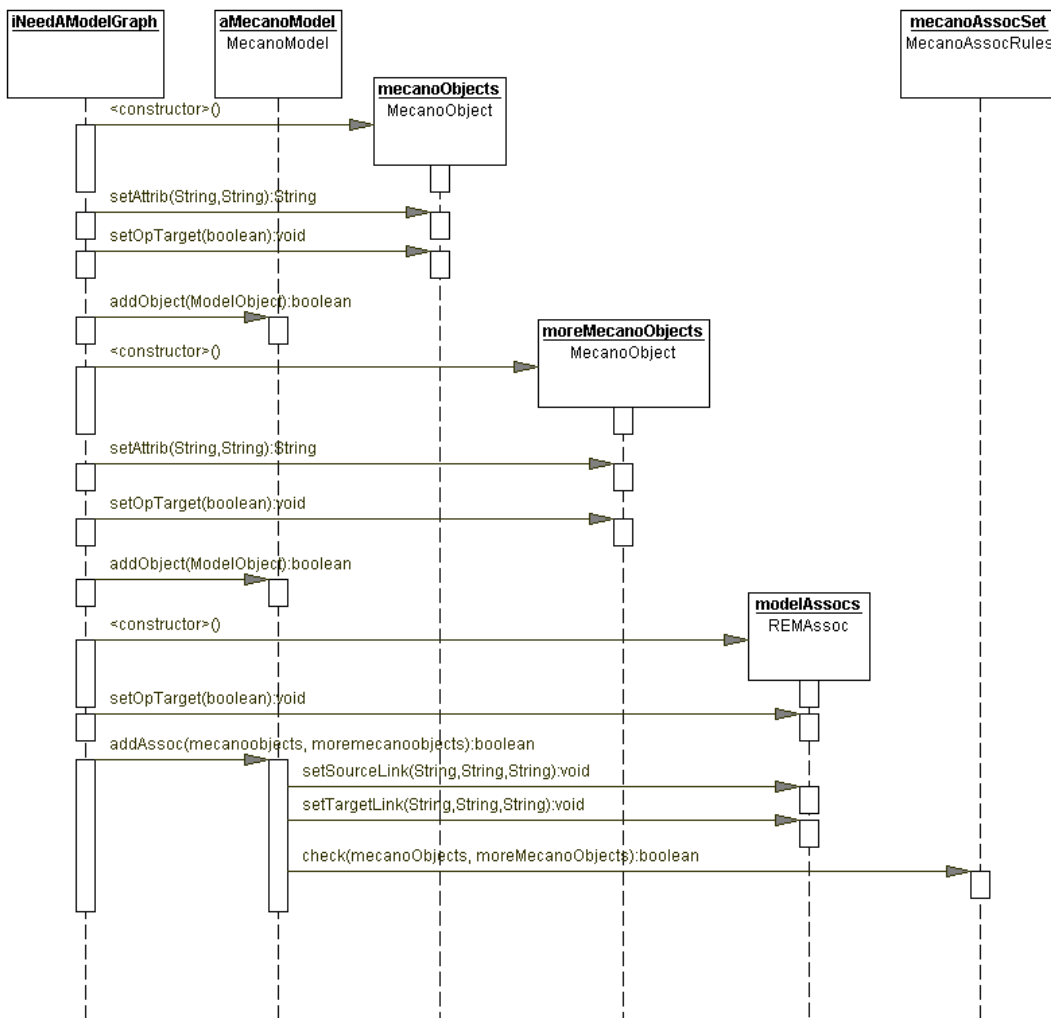 iNeedAModelGraph
aMecanoModel
MecanoModel
mecanoAssocSet
MecanoAssocRules
mecanoObjects
MecanoObject
<constructor>()
setAttrib(String,String):String
setOpTarget(boolean):void
addObject(ModelObject):boolean
moreMecanoObjects
MecanoObject
<constructor>()
setAttrib(String,String):String
setOpTarget(boolean):void
addObject(ModelObject):boolean
modelAssocs
REMAssoc
<constructor>()
setOpTarget(boolean):void
addAssoc(mecanoobjects, moremecanoobjects):boolean
setSourceLink(String,String,String):void
setTargetLink(String,String,String):void
check(mecanoObjects, moreMecanoObjects):boolean